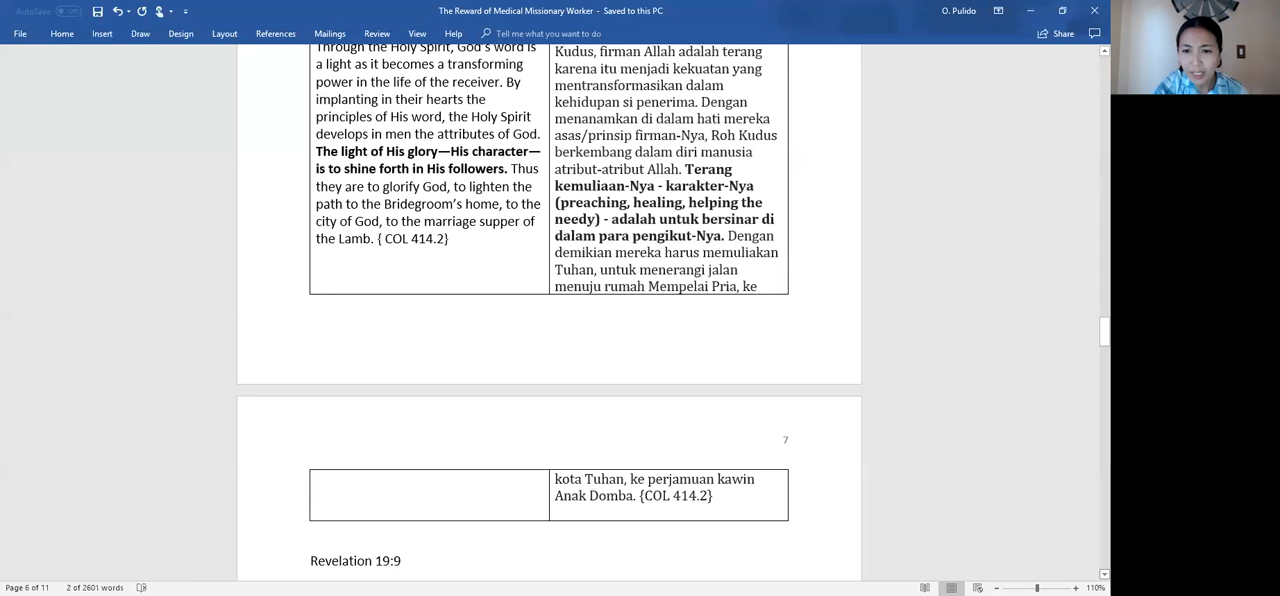 AutoSave Off The Reward of Medical Missionary Worker - Saved to this PC O. Pulido
File Home Insert Draw Design Layout References Mailings Review View Help Tell me what you want to do Share
Through the Holy Spirit, God's word is
a light as it becomes a transforming
power in the life of the receiver. By
implanting in their hearts the
principles of His word, the Holy Spirit
develops in men the attributes of God.
The light of His glory—His character—
is to shine forth in His followers. Thus
they are to glorify God, to lighten the
path to the Bridegroom's home, to the
city of God, to the marriage supper of
the Lamb. { COL 414.2}
Kudus, firman Allah adalah terang
karena itu menjadi kekuatan yang
mentransformasikan dalam
kehidupan si penerima. Dengan
menanamkan di dalam hati mereka
asas/prinsip firman-Nya, Roh Kudus
berkembang dalam diri manusia
atribut-atribut Allah. Terang
kemuliaan-Nya - karakter-Nya
(preaching, healing, helping the
needy) - adalah untuk bersinar di
dalam para pengikut-Nya. Dengan
demikian mereka harus memuliakan
Tuhan, untuk menerangi jalan
menuju rumah Mempelai Pria, ke
7
kota Tuhan, ke perjamuan kawin
Anak Domba. {COL 414.2}
Revelation 19:9
Page 6 of 11 2 of 2601 words 110%